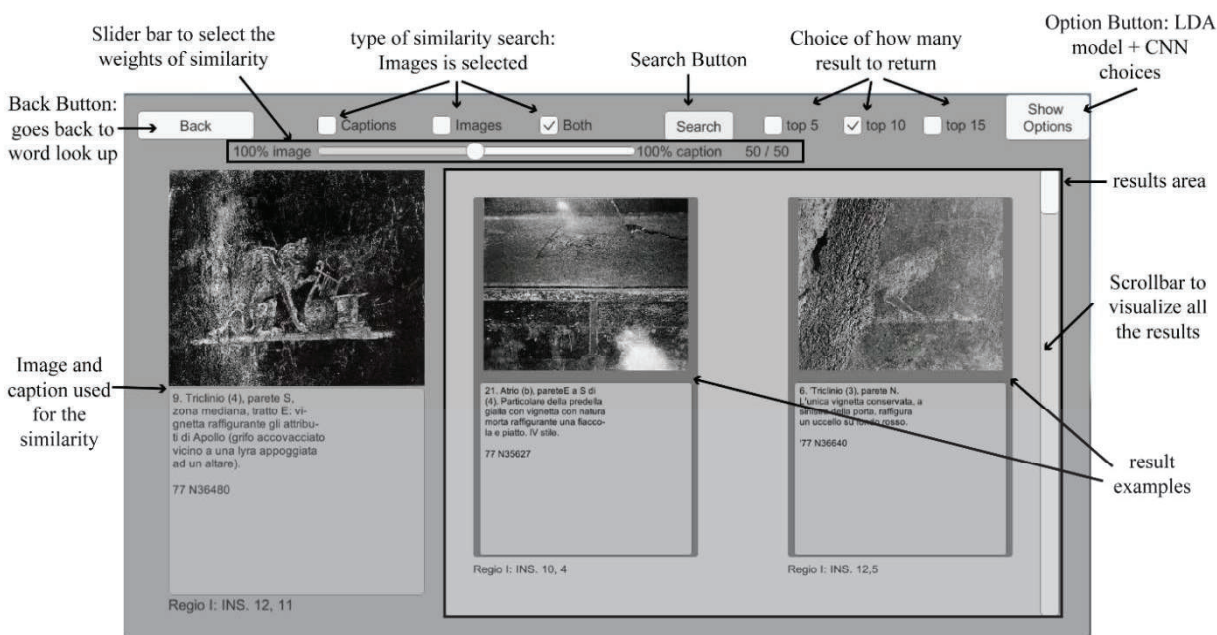 Slider bar to select the
weights of similarity
type of similarity search:
Images is selected
Search Button
Choice of how many
result to return
Option Button: LDA
model + CNN
choices
Back Button:
goes back to
word look up
Back
Captions
Images
Both
Search
top 5
top 10
top 15
Show
Options
100% image
100% caption
50 / 50
results area
Scrollbar to
visualize all
the results
Image and
caption used
for the
similarity
9. Triclinio (4), parete S,
zona mediana, tratto E: vi-
gnetta raffigurante gli attribu-
ti di Apollo (grifo accovacciato
vicino a una lyra appoggiata
ad un altare).
77 N36480
Regio I: INS. 12, 11
21. Atrio (b), pareteE a S di
(4). Particolare della predella
gialla con vignetta con natura
morta raffigurante una fiacco-
la e piatto. IV stile.
77 N35627
Regio I: INS. 10, 4
6. 'Triclinio (3), parete N.
L'unica vignetta conservata, a
sinistra della porta, raffigura
un uccello su fondo rosso.
'77 N36640
Regio I: INS. 12,5
result
examples